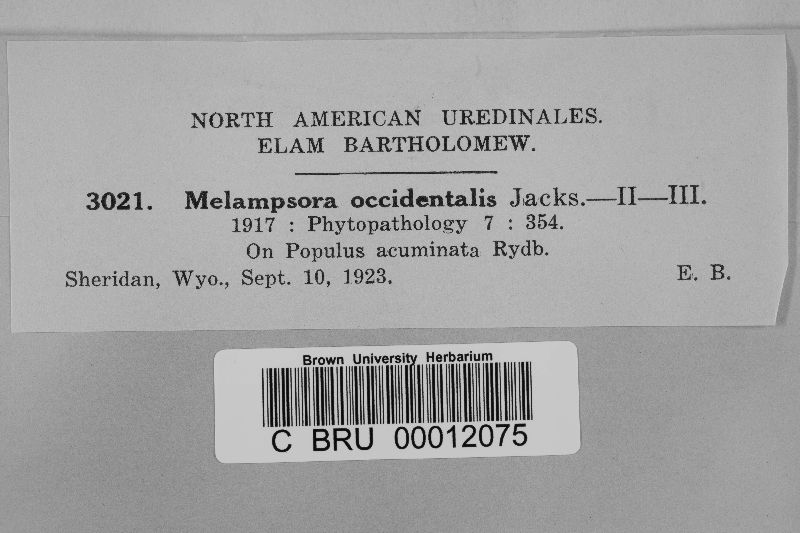 NORTH AMERICAN UREDINALES.
ELAM BARTHOLOMEW.
3021. Melampsora occidentalis Jacks.—II—III.
1917 : Phytopathology 7 : 354.
On Populus acuminata Rydb.
Sheridan, Wyo., Sept. 10, 1923. E. B.
Brown University Herbarium
C BRU 00012075